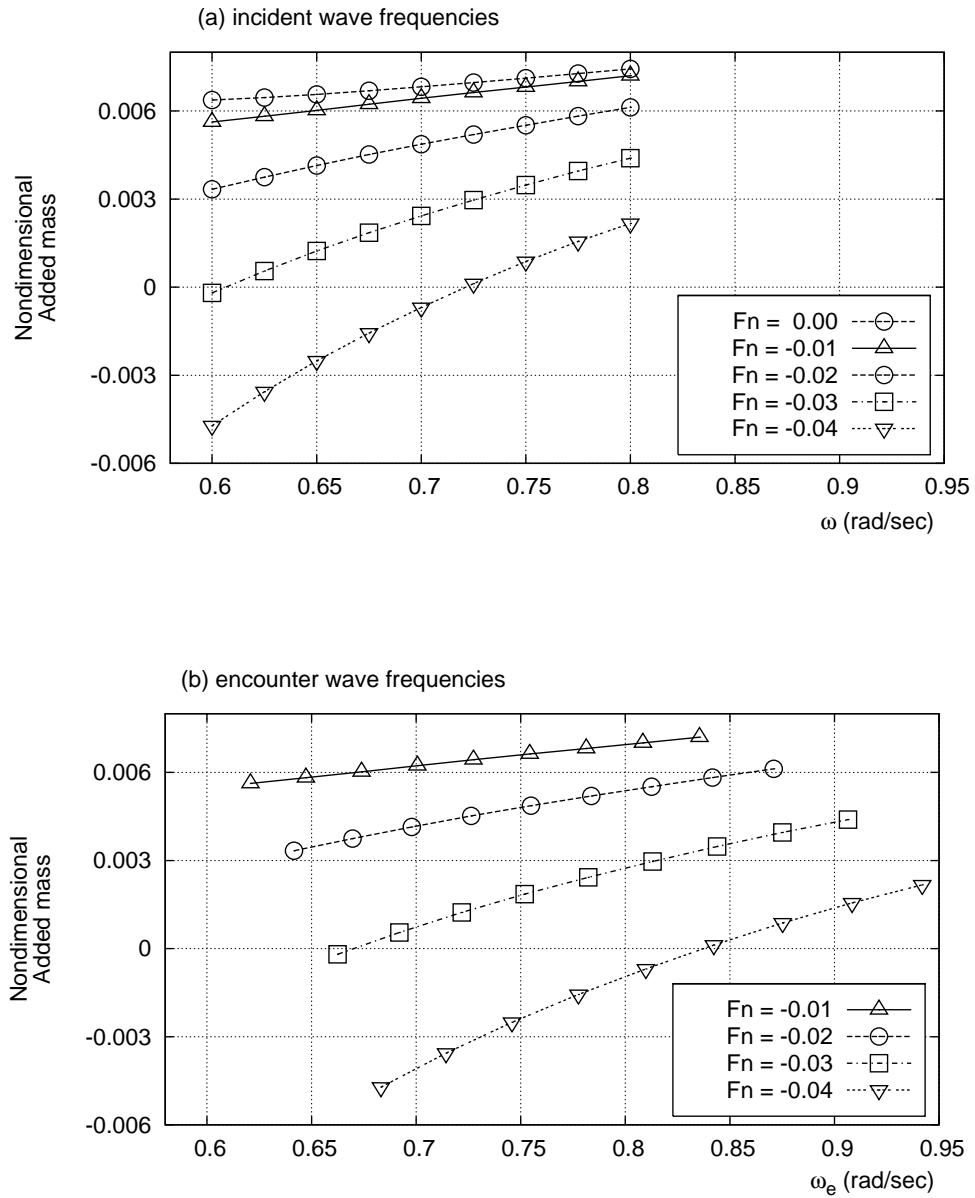 (a) incident wave frequencies
Nondimensional
Added mass
0.006
0.003
0
-0.003
-0.006
Fn = 0.00
Fn = -0.01
Fn = -0.02
Fn = -0.03
Fn = -0.04
0.6 0.65 0.7 0.75 0.8 0.85 0.9 0.95
ω (rad/sec)
(b) encounter wave frequencies
Nondimensional
Added mass
0.006
0.003
0
-0.003
-0.006
Fn = -0.01
Fn = -0.02
Fn = -0.03
Fn = -0.04
0.6 0.65 0.7 0.75 0.8 0.85 0.9 0.95
ωe (rad/sec)